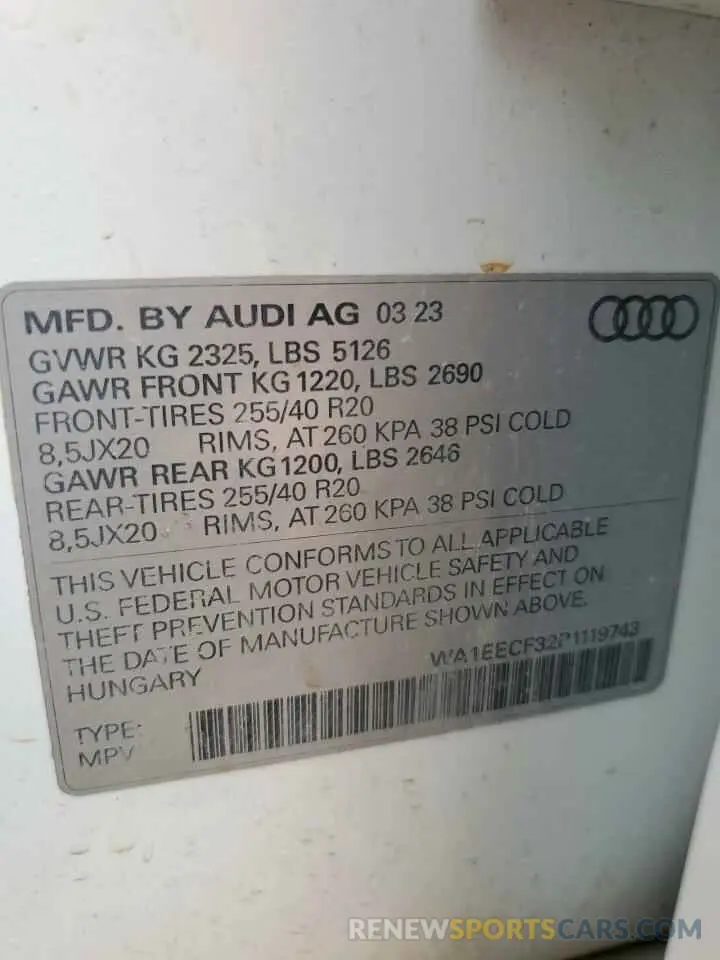 MFD. BY AUDI AG 03 23
GVWR KG 2325, LBS 5126
GAWR FRONT KG 1220, LBS 2690
FRONT-TIRES 255/40 R20
8,5JX20 RIMS, AT 260 KPA 38 PSI COLD
GAWR REAR KG 1200, LBS 2646
REAR-TIRES 255/40 R20
8,5JX20 RIMS, AT 260 KPA 38 PSI COLD
THIS VEHICLE CONFORMS TO ALL APPLICABLE
U.S. FEDERAL MOTOR VEHICLE SAFETY AND
THEFT PREVENTION STANDARDS IN EFFECT ON
THE DATE OF MANUFACTURE SHOWN ABOVE.
HUNGARY WA1EECF32P1119743
TYPE:
MPV
RENEWSPORTSCARS.COM